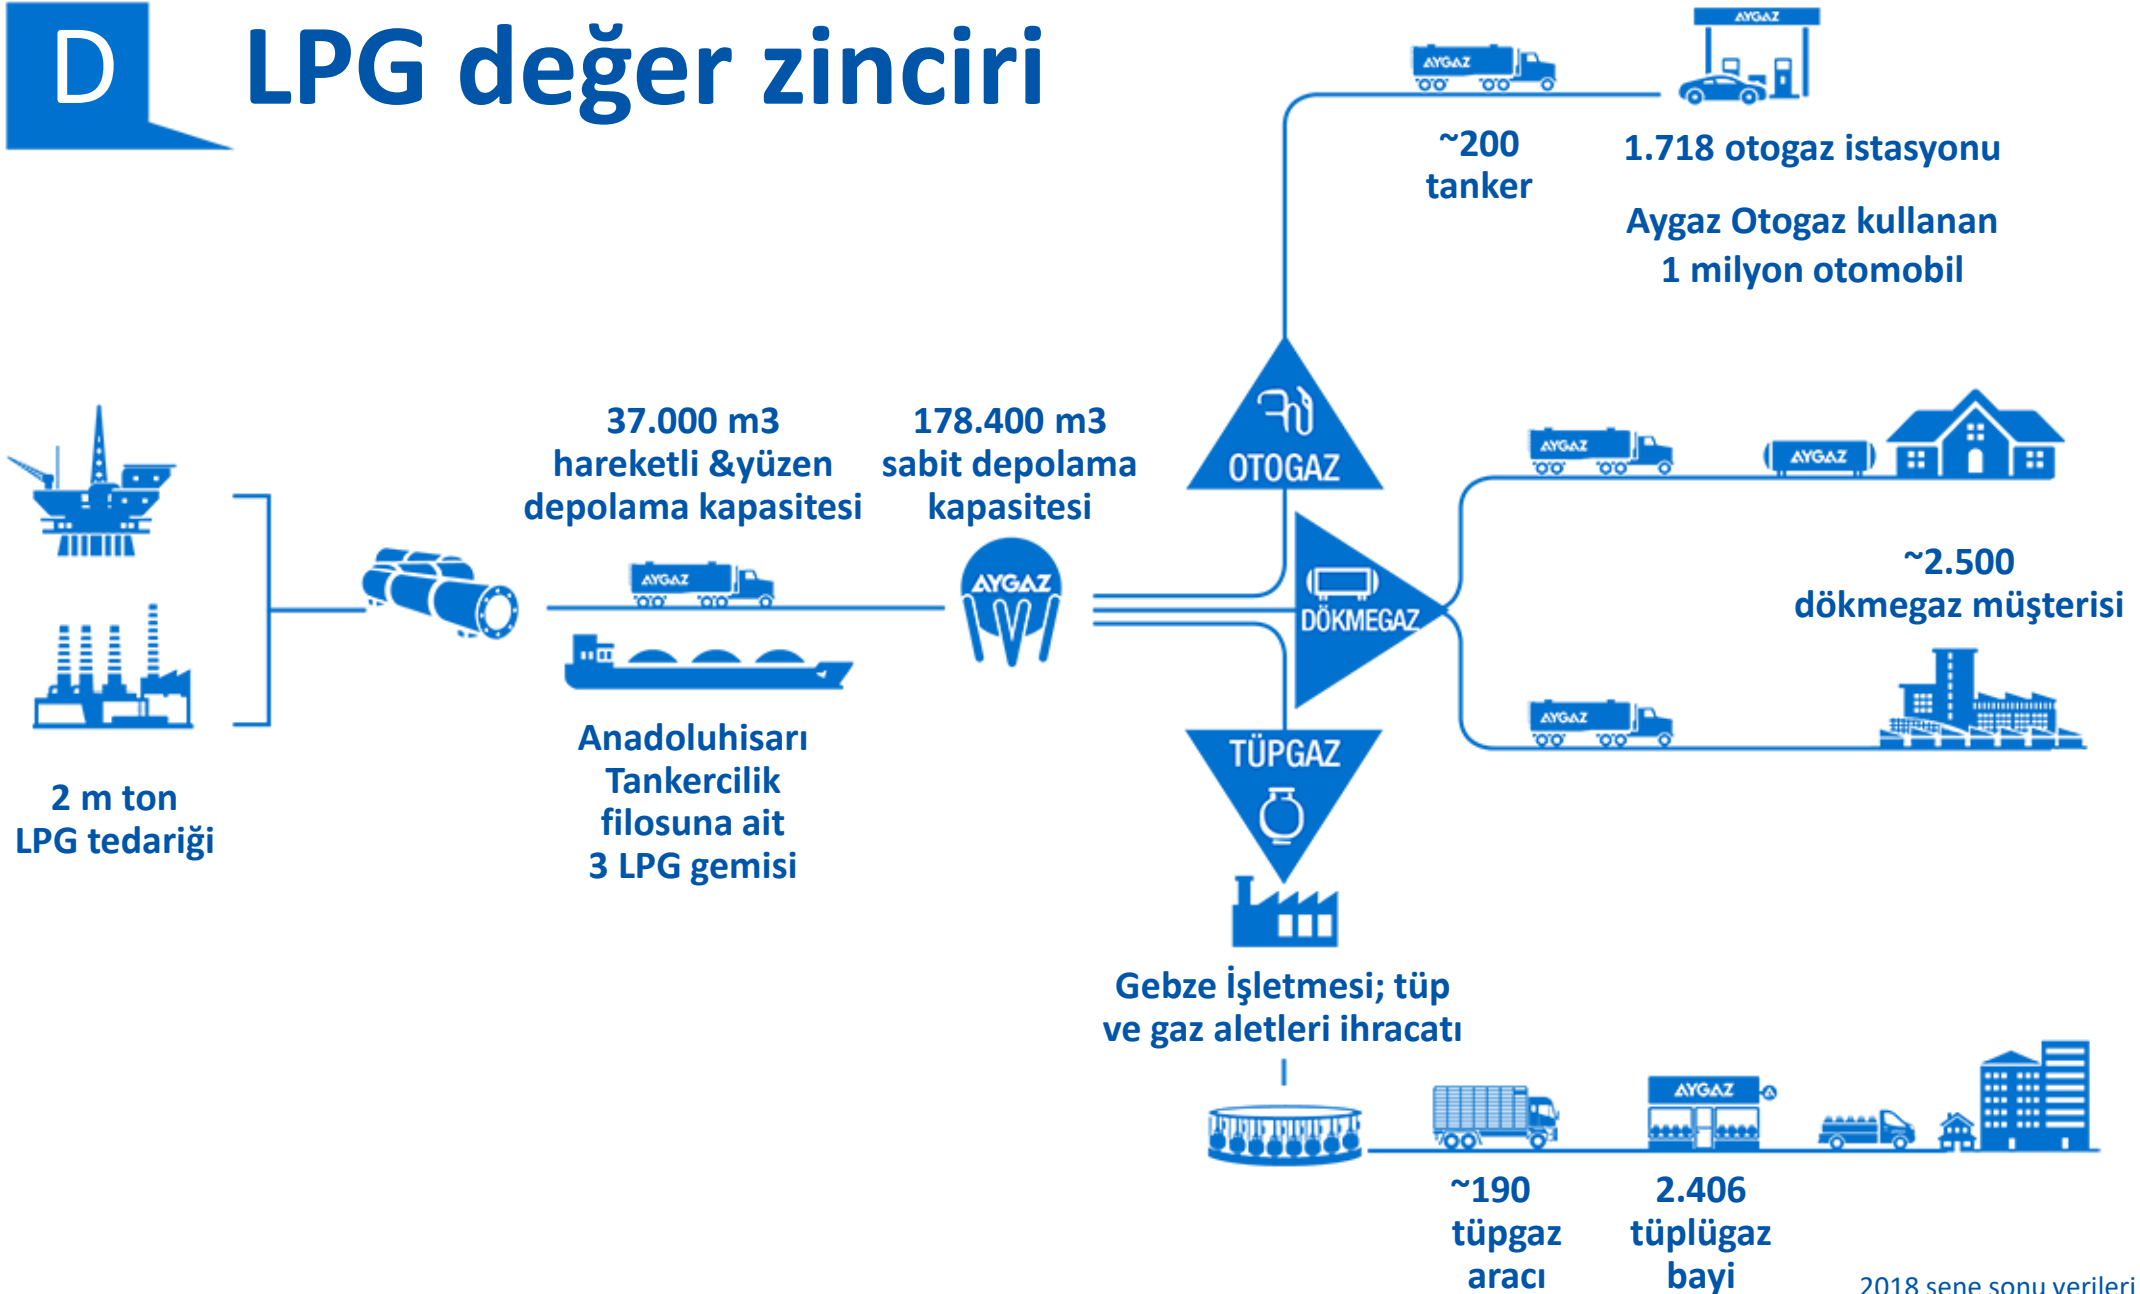 D
LPG değer zinciri
AYGAZ
AYGAZ
~200
tanker
1.718 otogaz istasyonu
Aygaz Otogaz kullanan
1 milyon otomobil
37.000 m3
hareketli &yüzen
depolama kapasitesi
178.400 m3
sabit depolama
kapasitesi
OTOGAZ
AYGAZ
AYGAZ
AYGAZ
AYGAZ
DÖKMEGAZ
~2.500
dökmegaz müşterisi
2 m ton
LPG tedariği
Anadoluhisarı
Tankercilik
filosuna ait
3 LPG gemisi
TÜPGAZ
AYGAZ
Gebze İşletmesi; tüp
ve gaz aletleri ihracatı
AYGAZ
~190
tüpgaz
aracı
2.406
tüplügaz
bayi
2018 sene sonu verileri